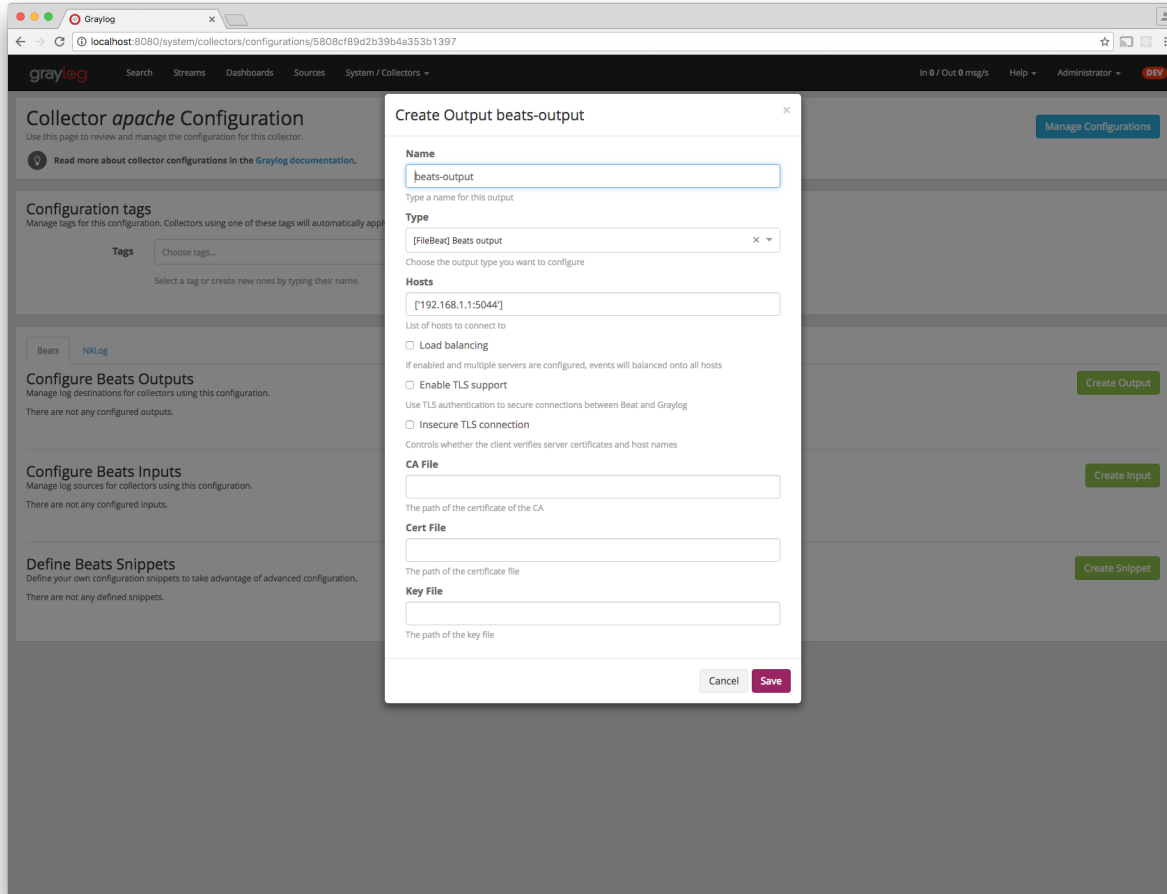 Graylog
localhost:8080/system/collectors/configurations/5808cf89d2b39b4a353b1397
graylog Search Streams Dashboards Sources System / Collectors In 0 / Out 0 msg/s Help Administrator DEV
Collector apache Configuration
Use this page to review and manage the configuration for this collector.
Read more about collector configurations in the Graylog documentation.
Manage Configurations
Configuration tags
Manage tags for this configuration. Collectors using one of these tags will automatically appl
Tags Choose tags...
Select a tag or create new ones by typing their name.
Beats NXLog
Configure Beats Outputs
Manage log destinations for collectors using this configuration.
There are not any configured outputs.
Create Output
Configure Beats Inputs
Manage log sources for collectors using this configuration.
There are not any configured inputs.
Create Input
Define Beats Snippets
Define your own configuration snippets to take advantage of advanced configuration.
There are not any defined snippets.
Create Snippet
Create Output beats-output
Name
beats-output
Type a name for this output
Type
[FileBeat] Beats output
Choose the output type you want to configure
Hosts
['192.168.1.1:5044']
List of hosts to connect to
Load balancing
If enabled and multiple servers are configured, events will balanced onto all hosts
Enable TLS support
Use TLS authentication to secure connections between Beat and Graylog
Insecure TLS connection
Controls whether the client verifies server certificates and host names
CA File
The path of the certificate of the CA
Cert File
The path of the certificate file
Key File
The path of the key file
Cancel Save